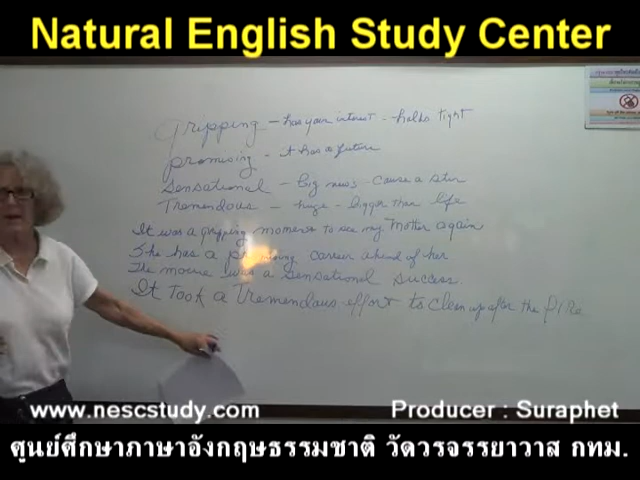 Natural English Study Center
gripping - has your interest - holds tight
promising - it has a future
Sensational - big news - cause a stir
Tremendous - huge - bigger than life
It was a gripping moment to see my Mother again
She has a promising career ahead of her
The movie was a sensational success.
It took a tremendous effort to clean up after the fire
www.nescstudy.com
Producer : Suraphet
ศูนย์ศึกษาภาษาอังกฤษธรรมชาติ วัดวรจรรยาวาส กทม.